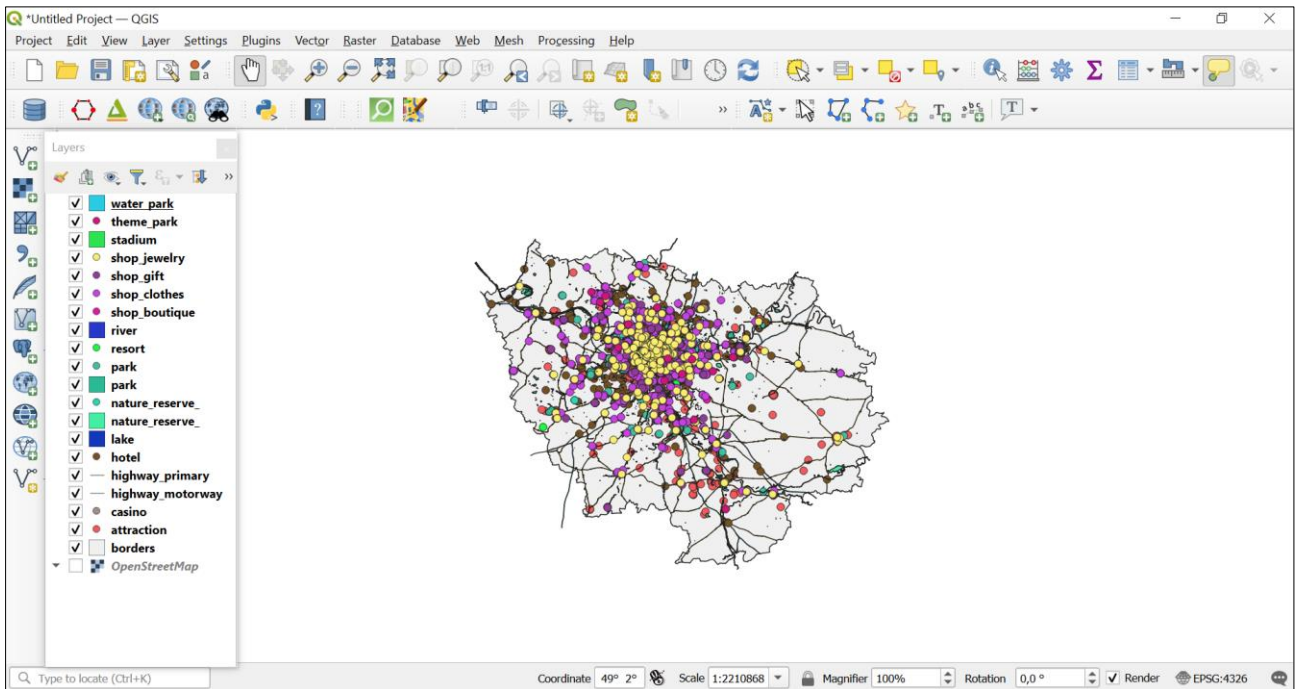 *Untitled Project — QGIS
Project Edit View Layer Settings Plugins Vector Raster Database Web Mesh Processing Help
Layers
water_park
theme_park
stadium
shop_jewelry
shop_gift
shop_clothes
shop_boutique
river
resort
park
park
nature_reserve_
nature_reserve_
lake
hotel
highway_primary
highway_motorway
casino
attraction
borders
OpenStreetMap
Type to locate (Ctrl+K) Coordinate 49° 2° Scale 1:2210868 Magnifier 100% Rotation 0,0 ° Render EPSG:4326